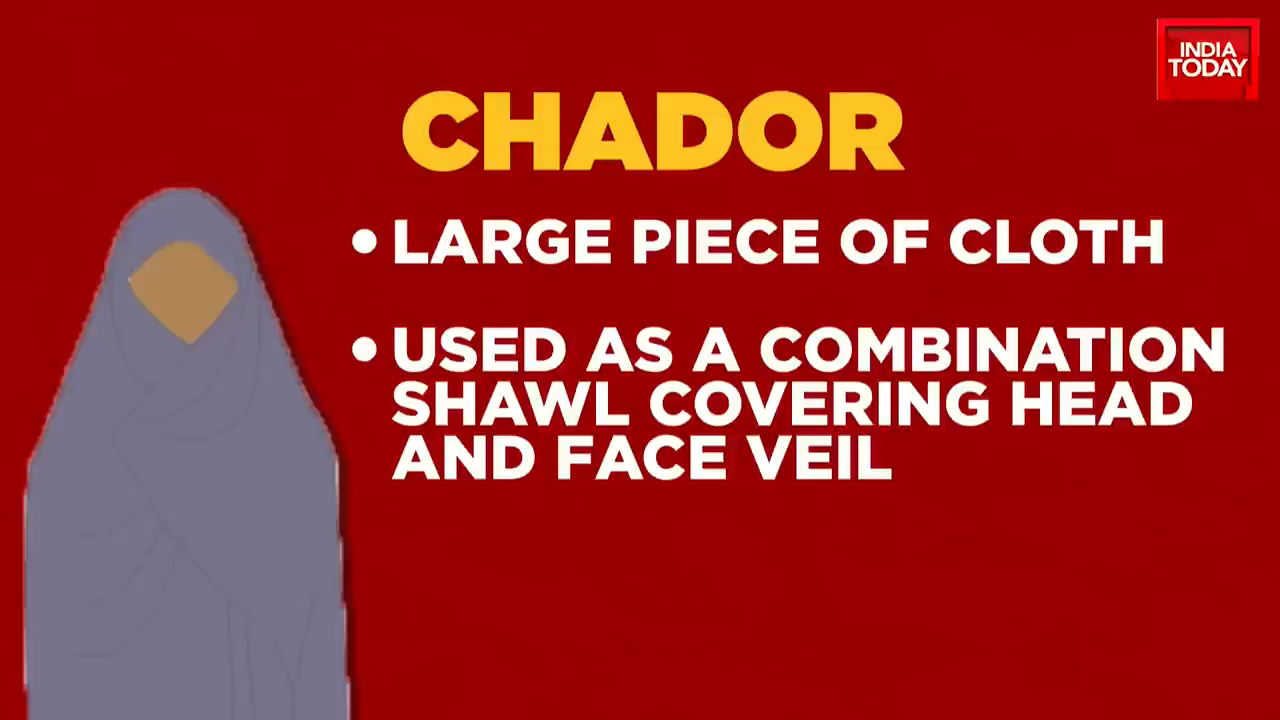 INDIA
TODAY
CHADOR
• LARGE PIECE OF CLOTH
• USED AS A COMBINATION
SHAWL COVERING HEAD
AND FACE VEIL